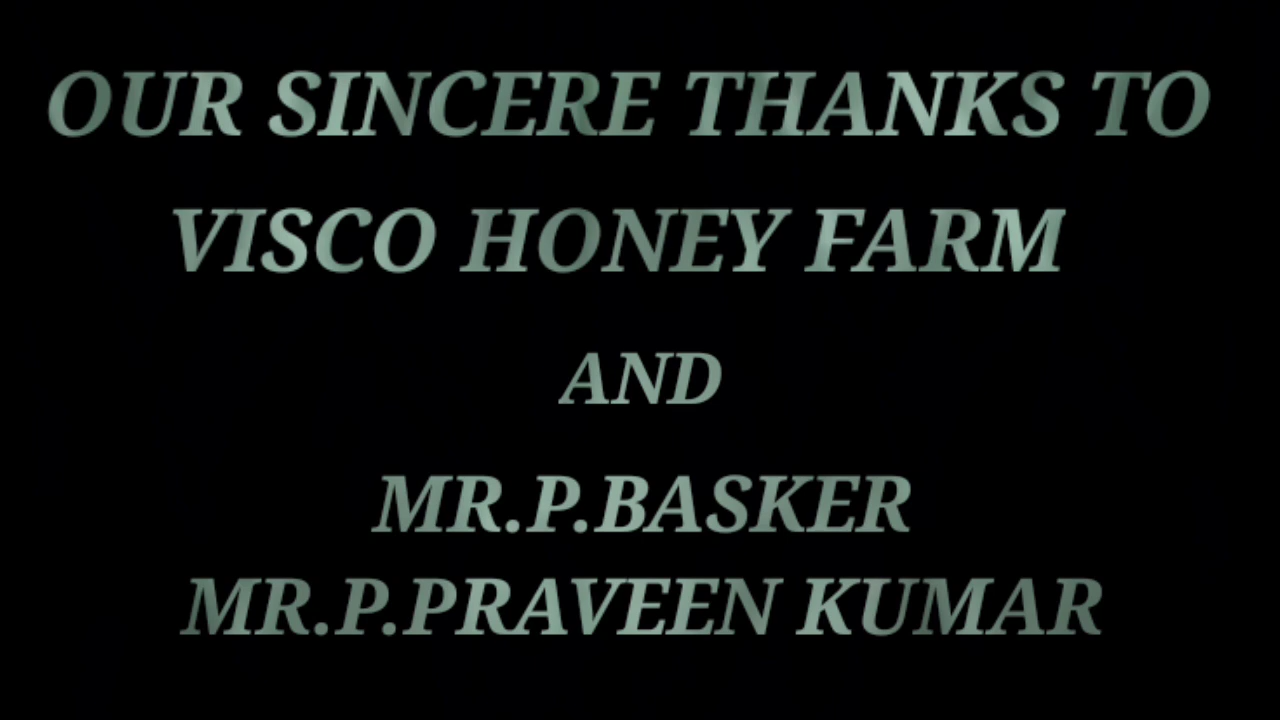 OUR SINCERE THANKS TO
VISCO HONEY FARM
AND
MR.P.BASKER
MR.P.PRAVEEN KUMAR